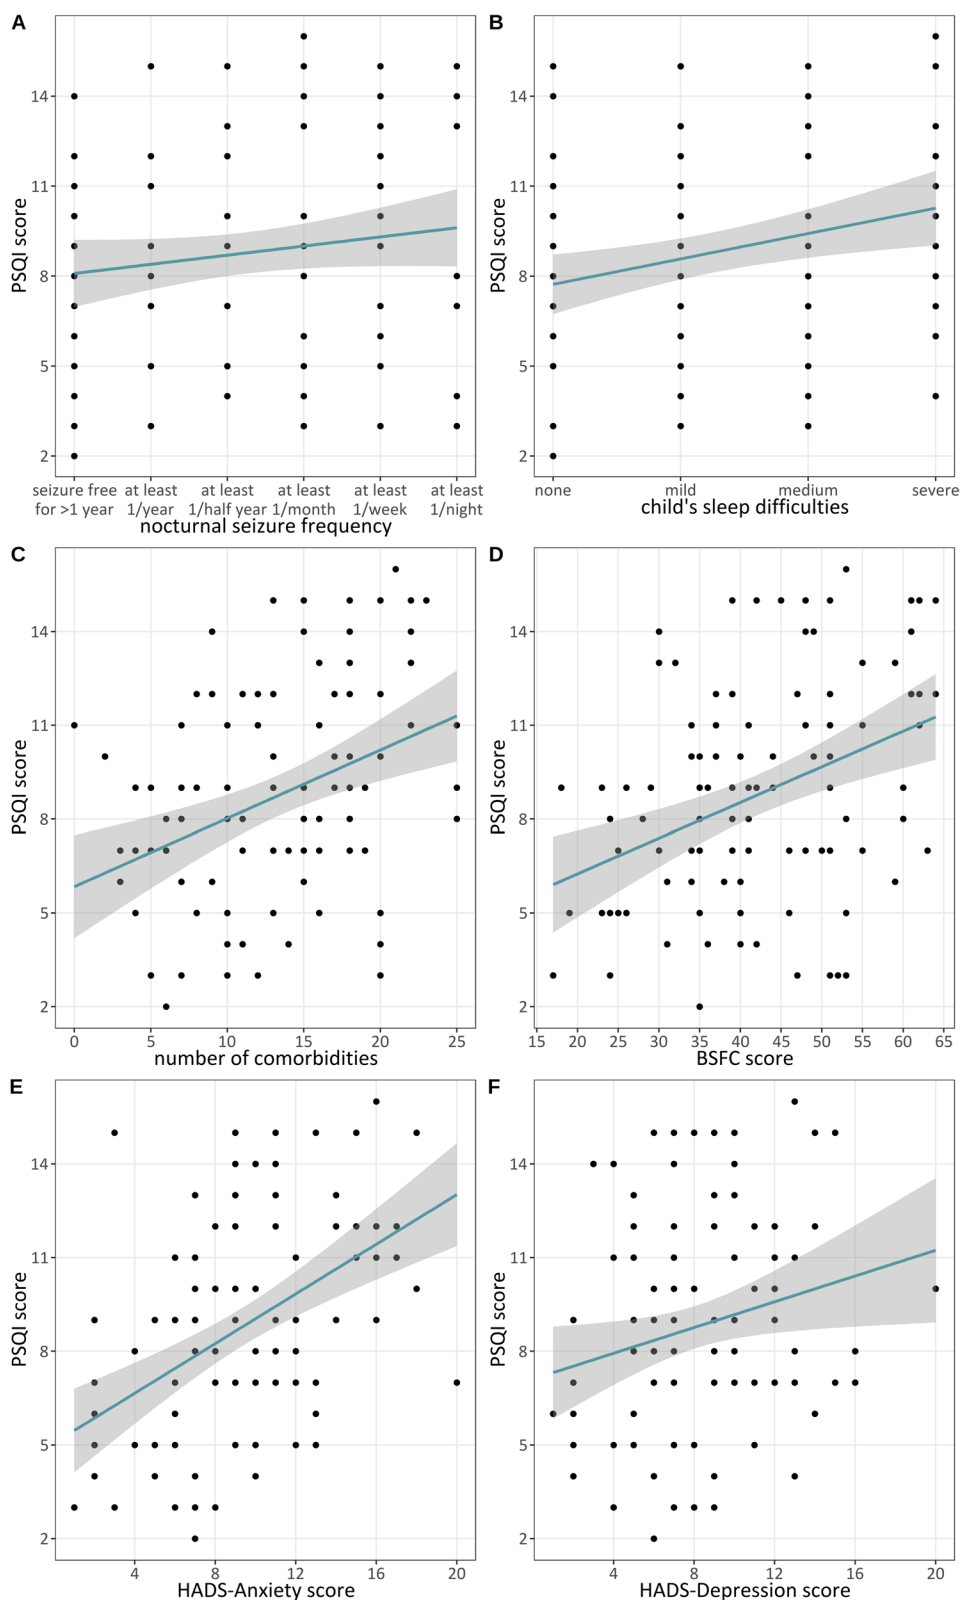 A
PSQI score
14
11
8
5
2
seizure free at least at least at least at least at least
for >1 year 1/year 1/half year 1/month 1/week 1/night
nocturnal seizure frequency
B
PSQI score
14
11
8
5
2
none mild medium severe
child's sleep difficulties
C
PSQI score
14
11
8
5
2
0 5 10 15 20 25
number of comorbidities
D
PSQI score
14
11
8
5
2
15 20 25 30 35 40 45 50 55 60 65
BSFC score
E
PSQI score
14
11
8
5
2
4 8 12 16 20
HADS-Anxiety score
F
PSQI score
14
11
8
5
2
4 8 12 16 20
HADS-Depression score